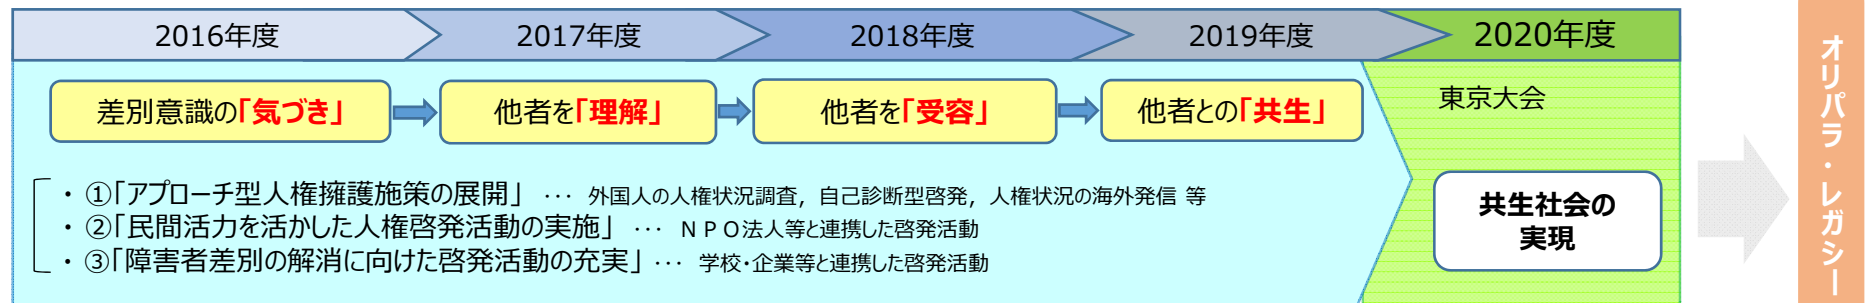 2016年度
2017年度
2018年度
2019年度
2020年度
差別意識の「気づき」
他者を「理解」
他者を「受容」
他者との「共生」
東京大会
・ ①「アプローチ型人権擁護施策の展開」 … 外国人の人権状況調査，自己診断型啓発，人権状況の海外発信 等
・ ②「民間活力を活かした人権啓発活動の実施」 … ＮＰＯ法人等と連携した啓発活動
・ ③「障害者差別の解消に向けた啓発活動の充実」 … 学校・企業等と連携した啓発活動
共生社会の
実現
オリパラ・レガシー